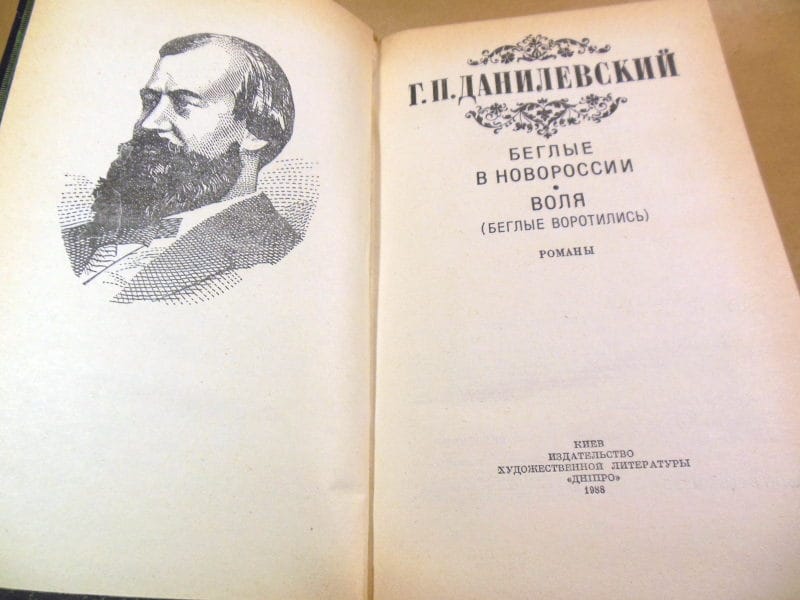 Г. П. ДАНИЛЕВСКИЙ
БЕГЛЫЕ
В НОВОРОССИИ
•
ВОЛЯ
(БЕГЛЫЕ ВОРОТИЛИСЬ)
РОМАНЫ
КИЕВ
ИЗДАТЕЛЬСТВО
ХУДОЖЕСТВЕННОЙ ЛИТЕРАТУРЫ
«ДНІПРО»
1988